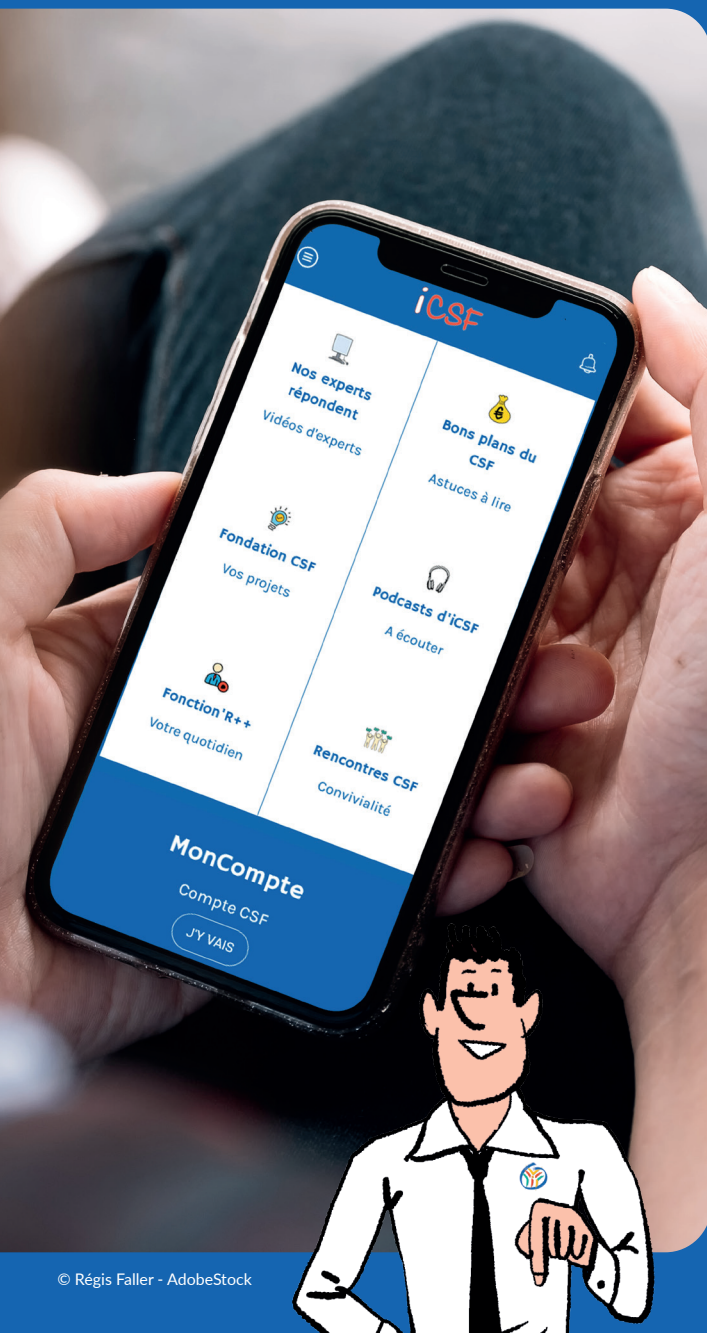 iCSF
Nos experts
répondent
Vidéos d'experts
Bons plans du
CSF
Astuces à lire
Fondation CSF
Vos projets
Podcasts d'iCSF
A écouter
Fonction'R++
Votre quotidien
Rencontres CSF
Convivialité
MonCompte
Compte CSF
J'Y VAIS
© Régis Faller - AdobeStock